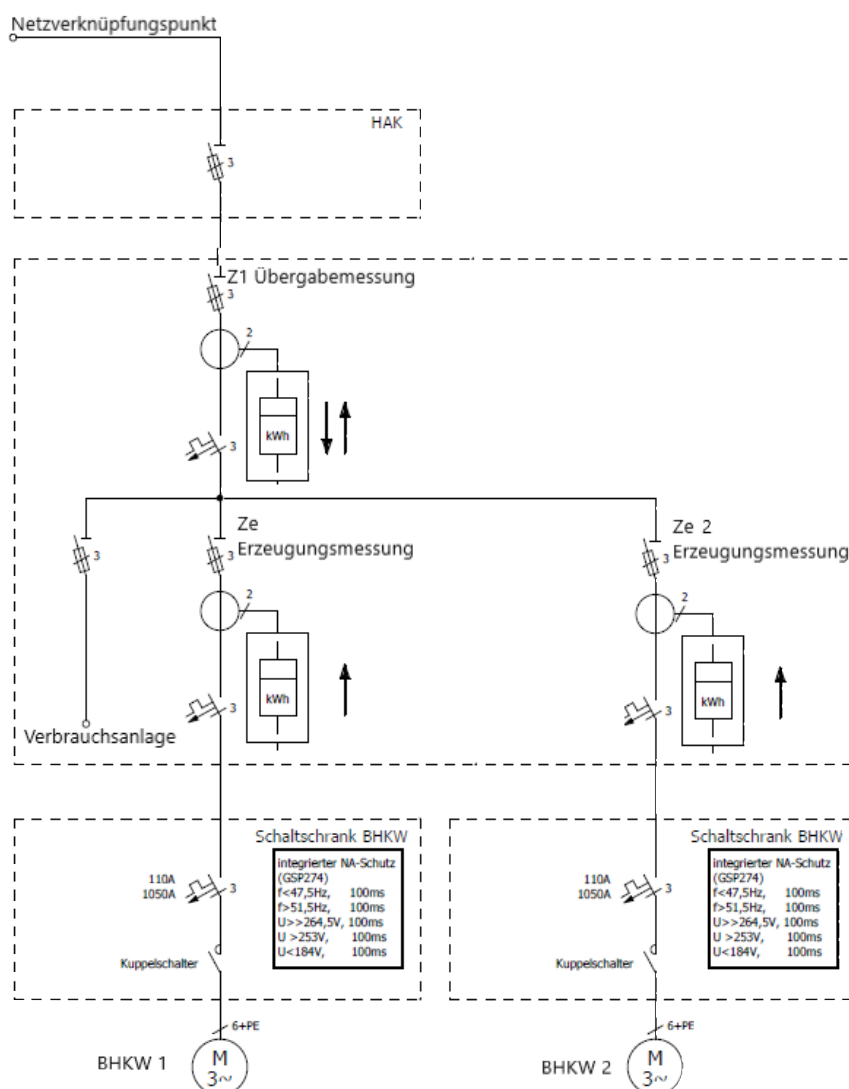 Netzverknüpfungspunkt
HAK
3
Z1 Übergabemessung
3
2
kWh
3
Ze
Erzeugungsmessung
3
3
Ze 2
Erzeugungsmessung
3
2
kWh
3
2
kWh
3
Verbrauchsanlage
Schaltschrank BHKW
integrierter NA-Schutz
(GSP274)
f<47,5Hz, 100ms
f>51,5Hz, 100ms
U>>264,5V, 100ms
U >253V, 100ms
U<184V, 100ms
110A
1050A
3
Kuppelschalter
6+PE
BHKW 1
M
3~
Schaltschrank BHKW
integrierter NA-Schutz
(GSP274)
f<47,5Hz, 100ms
f>51,5Hz, 100ms
U>>264,5V, 100ms
U >253V, 100ms
U<184V, 100ms
110A
1050A
3
Kuppelschalter
6+PE
BHKW 2
M
3~